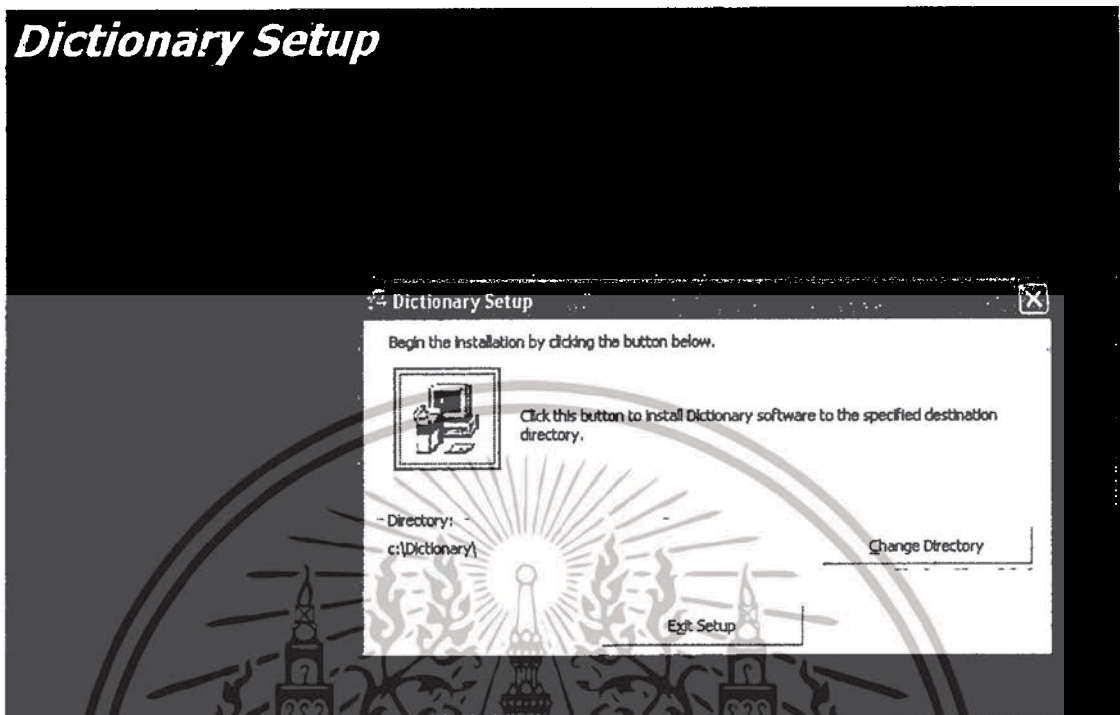 Dictionary Setup
Dictionary Setup
Begin the installation by clicking the button below.
Click this button to install Dictionary software to the specified destination
directory.
Directory:
c:\Dictionary\
Change Directory
Exit Setup